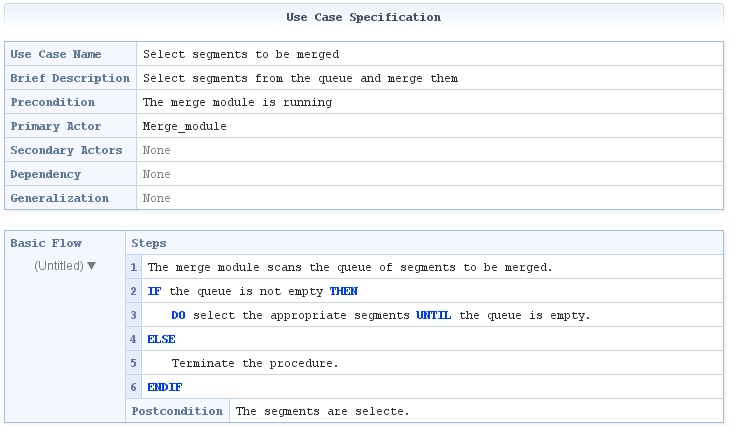 Use Case Specification
Use Case Name Select segments to be merged
Brief Description Select segments from the queue and merge them
Precondition The merge module is running
Primary Actor Merge_module
Secondary Actors None
Dependency None
Generalization None
Basic Flow Steps
(Untitled) ▼
1 The merge module scans the queue of segments to be merged.
2 IF the queue is not empty THEN
3 DO select the appropriate segments UNTIL the queue is empty.
4 ELSE
5 Terminate the procedure.
6 ENDIF
Postcondition The segments are selecte.